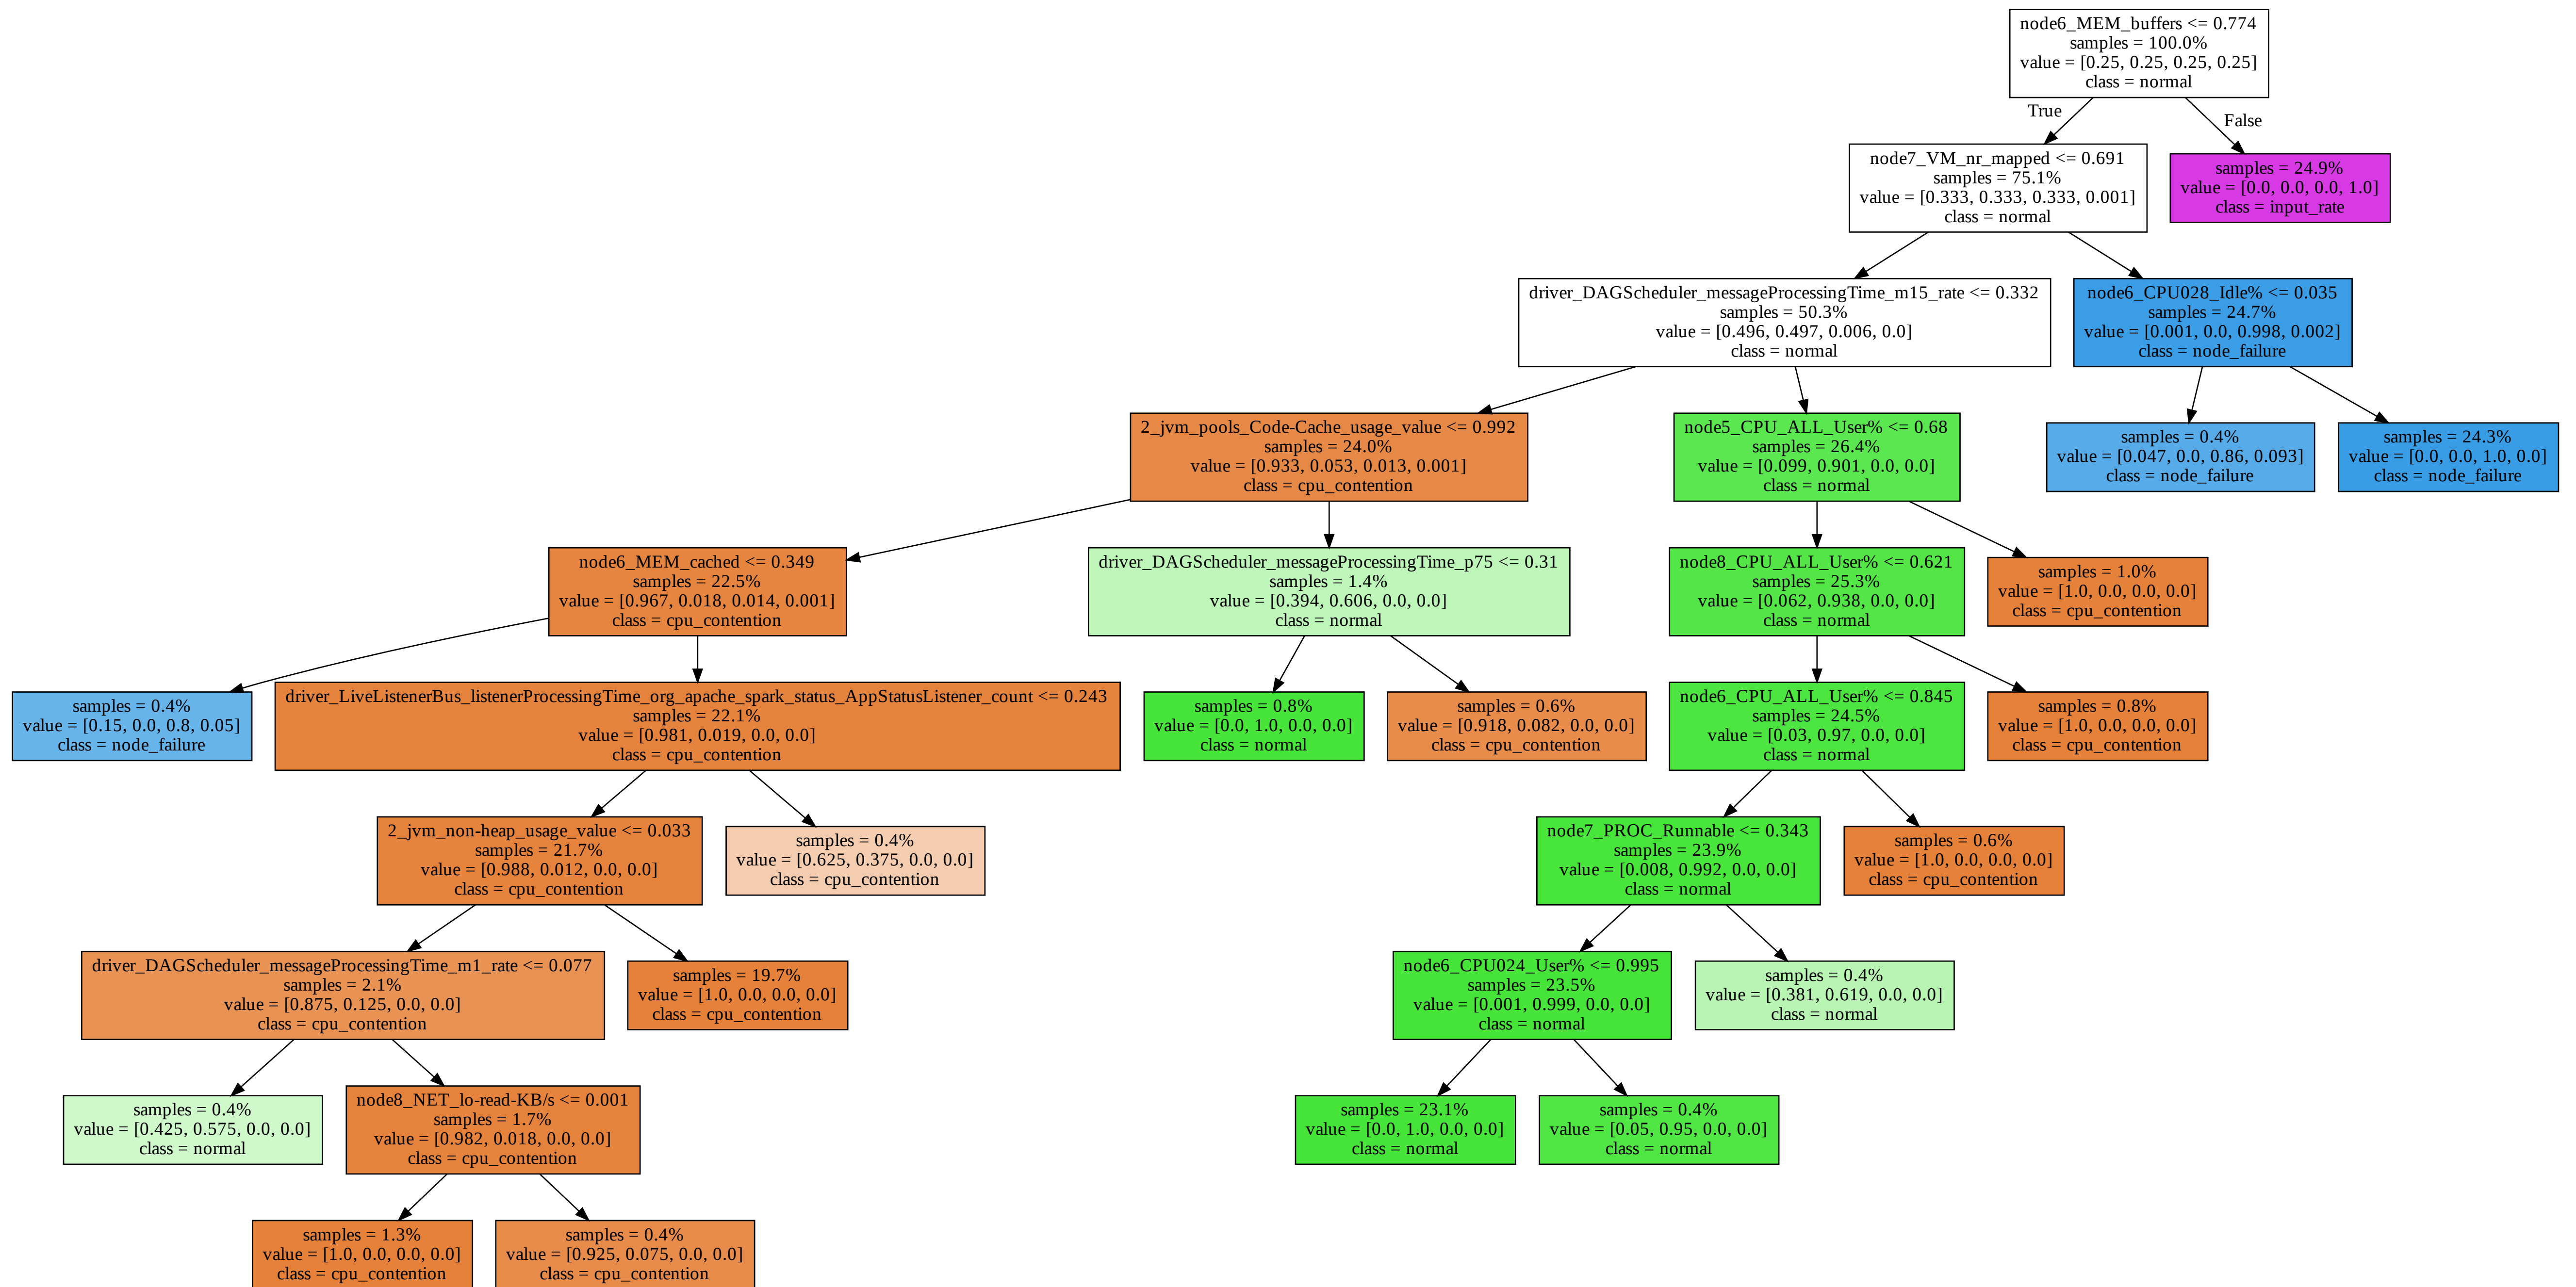 node6_MEM_buffers <= 0.774
samples = 100.0%
value = [0.25, 0.25, 0.25, 0.25]
class = normal
True
False
node7_VM_nr_mapped <= 0.691
samples = 75.1%
value = [0.333, 0.333, 0.333, 0.001]
class = normal
samples = 24.9%
value = [0.0, 0.0, 0.0, 1.0]
class = input_rate
driver_DAGScheduler_messageProcessingTime_m15_rate <= 0.332
samples = 50.3%
value = [0.496, 0.497, 0.006, 0.0]
class = normal
node6_CPU028_Idle% <= 0.035
samples = 24.7%
value = [0.001, 0.0, 0.998, 0.002]
class = node_failure
2_jvm_pools_Code-Cache_usage_value <= 0.992
samples = 24.0%
value = [0.933, 0.053, 0.013, 0.001]
class = cpu_contention
node5_CPU_ALL_User% <= 0.68
samples = 26.4%
value = [0.099, 0.901, 0.0, 0.0]
class = normal
samples = 0.4%
value = [0.047, 0.0, 0.86, 0.093]
class = node_failure
samples = 24.3%
value = [0.0, 0.0, 1.0, 0.0]
class = node_failure
node6_MEM_cached <= 0.349
samples = 22.5%
value = [0.967, 0.018, 0.014, 0.001]
class = cpu_contention
driver_DAGScheduler_messageProcessingTime_p75 <= 0.31
samples = 1.4%
value = [0.394, 0.606, 0.0, 0.0]
class = normal
node8_CPU_ALL_User% <= 0.621
samples = 25.3%
value = [0.062, 0.938, 0.0, 0.0]
class = normal
samples = 1.0%
value = [1.0, 0.0, 0.0, 0.0]
class = cpu_contention
samples = 0.4%
value = [0.15, 0.0, 0.8, 0.05]
class = node_failure
driver_LiveListenerBus_listenerProcessingTime_org_apache_spark_status_AppStatusListener_count <= 0.243
samples = 22.1%
value = [0.981, 0.019, 0.0, 0.0]
class = cpu_contention
samples = 0.8%
value = [0.0, 1.0, 0.0, 0.0]
class = normal
samples = 0.6%
value = [0.918, 0.082, 0.0, 0.0]
class = cpu_contention
node6_CPU_ALL_User% <= 0.845
samples = 24.5%
value = [0.03, 0.97, 0.0, 0.0]
class = normal
samples = 0.8%
value = [1.0, 0.0, 0.0, 0.0]
class = cpu_contention
2_jvm_non-heap_usage_value <= 0.033
samples = 21.7%
value = [0.988, 0.012, 0.0, 0.0]
class = cpu_contention
samples = 0.4%
value = [0.625, 0.375, 0.0, 0.0]
class = cpu_contention
node7_PROC_Runnable <= 0.343
samples = 23.9%
value = [0.008, 0.992, 0.0, 0.0]
class = normal
samples = 0.6%
value = [1.0, 0.0, 0.0, 0.0]
class = cpu_contention
driver_DAGScheduler_messageProcessingTime_m1_rate <= 0.077
samples = 2.1%
value = [0.875, 0.125, 0.0, 0.0]
class = cpu_contention
samples = 19.7%
value = [1.0, 0.0, 0.0, 0.0]
class = cpu_contention
node6_CPU024_User% <= 0.995
samples = 23.5%
value = [0.001, 0.999, 0.0, 0.0]
class = normal
samples = 0.4%
value = [0.381, 0.619, 0.0, 0.0]
class = normal
samples = 0.4%
value = [0.425, 0.575, 0.0, 0.0]
class = normal
node8_NET_lo-read-KB/s <= 0.001
samples = 1.7%
value = [0.982, 0.018, 0.0, 0.0]
class = cpu_contention
samples = 23.1%
value = [0.0, 1.0, 0.0, 0.0]
class = normal
samples = 0.4%
value = [0.05, 0.95, 0.0, 0.0]
class = normal
samples = 1.3%
value = [1.0, 0.0, 0.0, 0.0]
class = cpu_contention
samples = 0.4%
value = [0.925, 0.075, 0.0, 0.0]
class = cpu_contention